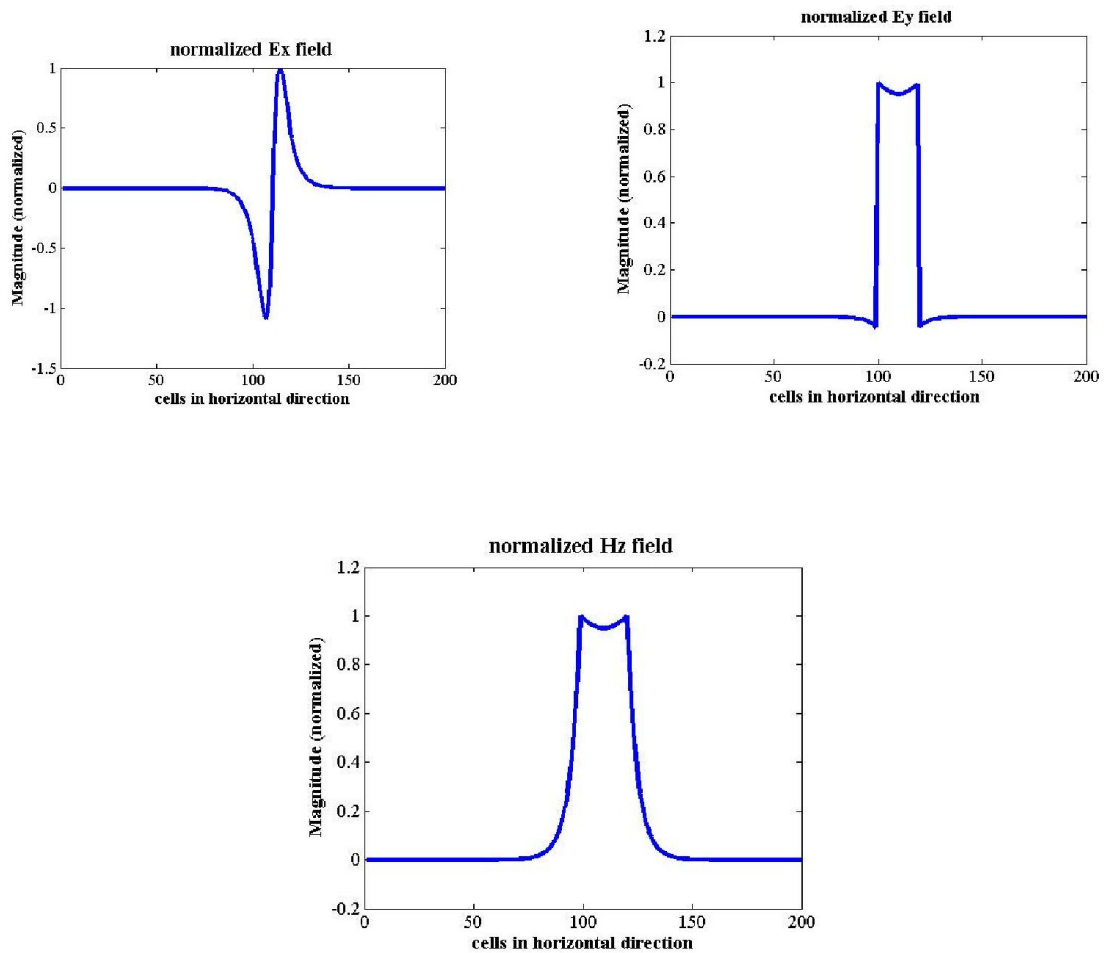 normalized Ex field
Magnitude (normalized)
1
0.5
0
-0.5
-1
-1.5
0 50 100 150 200
cells in horizontal direction
normalized Ey field
Magnitude (normalized)
1.2
1
0.8
0.6
0.4
0.2
0
-0.2
0 50 100 150 200
cells in horizontal direction
normalized Hz field
Magnitude (normalized)
1.2
1
0.8
0.6
0.4
0.2
0
-0.2
0 50 100 150 200
cells in horizontal direction